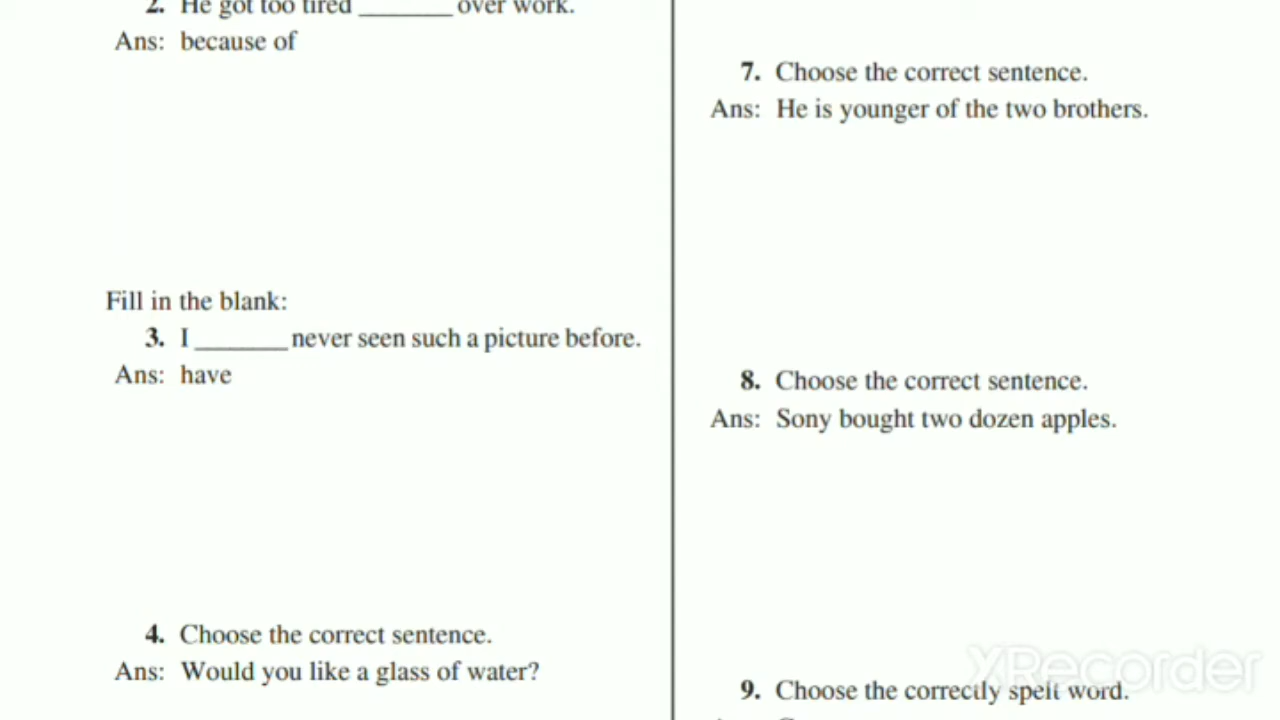 2. He got too tired _______ over work.
Ans: because of
Fill in the blank:
3. I _______ never seen such a picture before.
Ans: have
4. Choose the correct sentence.
Ans: Would you like a glass of water?
7. Choose the correct sentence.
Ans: He is younger of the two brothers.
8. Choose the correct sentence.
Ans: Sony bought two dozen apples.
9. Choose the correctly spelt word.
XRecorder